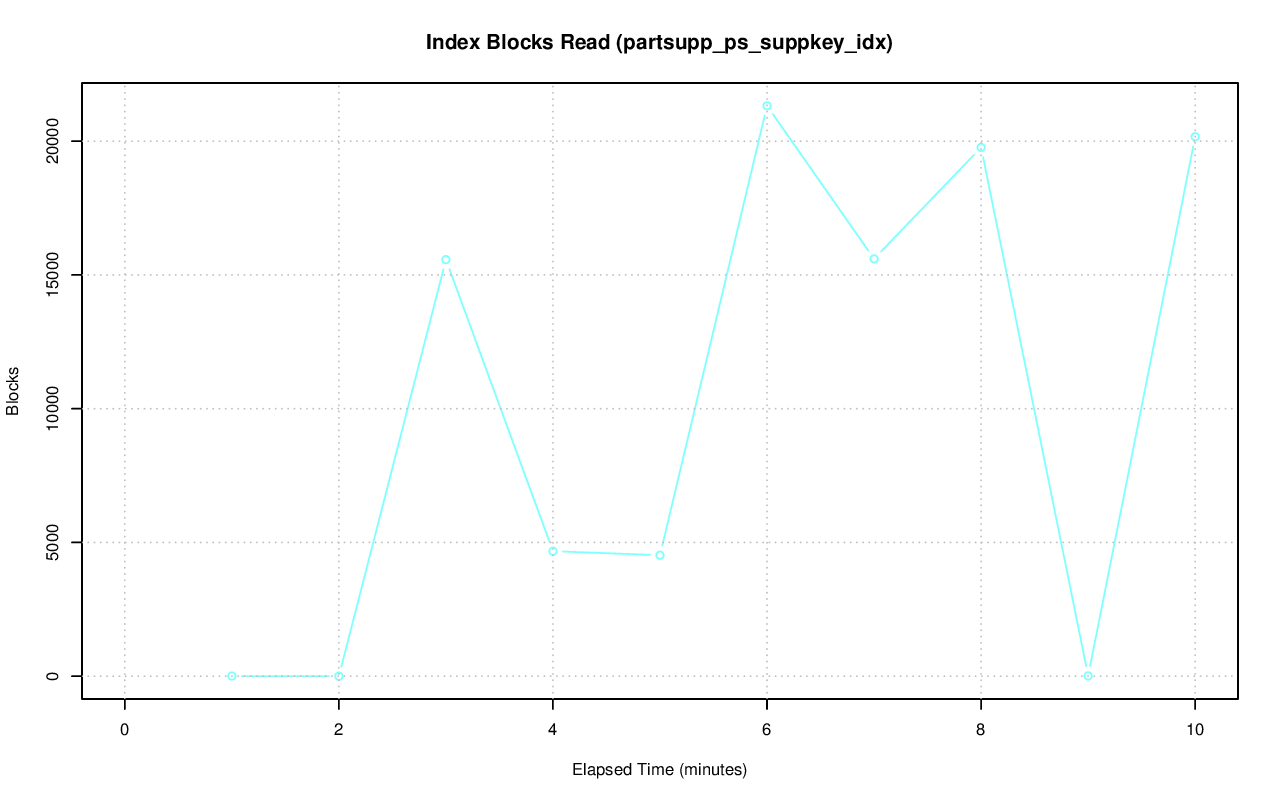 Index Blocks Read (partsupp_ps_suppkey_idx)
20000
15000
10000
5000
0
Blocks
0 2 4 6 8 10
Elapsed Time (minutes)